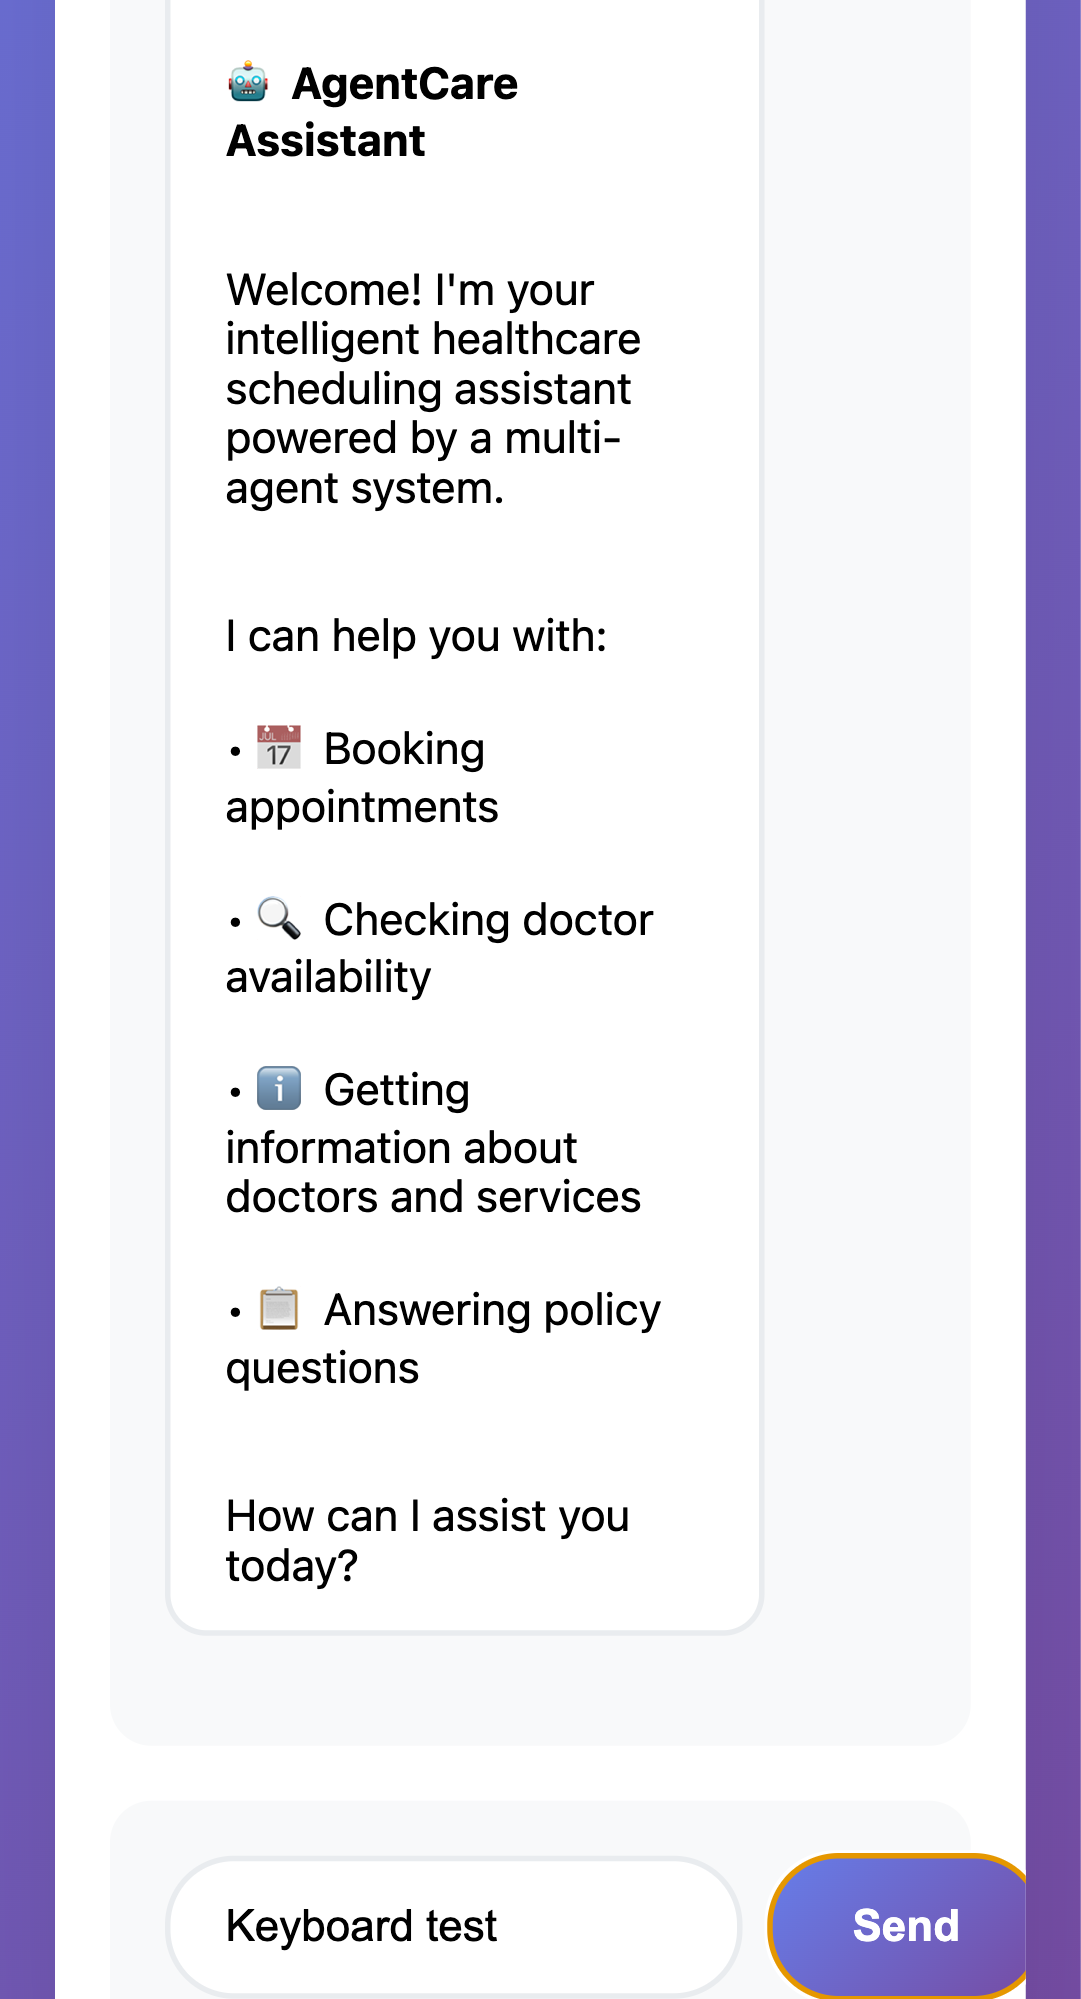 🤖 AgentCare
Assistant
Welcome! I'm your
intelligent healthcare
scheduling assistant
powered by a multi-
agent system.
I can help you with:
• 📅 Booking
appointments
• 🔍 Checking doctor
availability
• ℹ️ Getting
information about
doctors and services
• 📋 Answering policy
questions
How can I assist you
today?
Keyboard test
Send